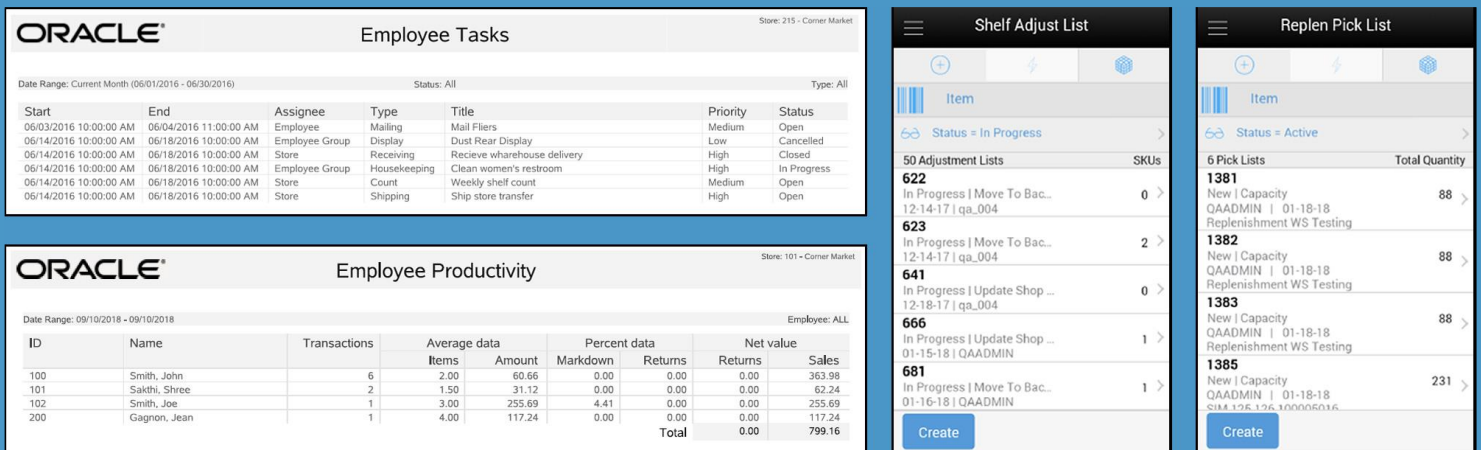 ORACLE®
Employee Tasks
Store: 215 - Corner Market
Date Range: Current Month (06/01/2016 - 06/30/2016) Status: All Type: All
Start End Assignee Type Title Priority Status
06/03/2016 10:00:00 AM 06/04/2016 11:00:00 AM Employee Mailing Mail Fliers Medium Open
06/14/2016 10:00:00 AM 06/18/2016 10:00:00 AM Employee Group Display Dust Rear Display Low Cancelled
06/14/2016 10:00:00 AM 06/18/2016 10:00:00 AM Store Receiving Recieve wharehouse delivery High Closed
06/14/2016 10:00:00 AM 06/18/2016 10:00:00 AM Employee Group Housekeeping Clean women's restroom High In Progress
06/14/2016 10:00:00 AM 06/18/2016 10:00:00 AM Store Count Weekly shelf count Medium Open
06/14/2016 10:00:00 AM 06/18/2016 10:00:00 AM Store Shipping Ship store transfer High Open
ORACLE®
Employee Productivity
Store: 101 - Corner Market
Date Range: 09/10/2018 - 09/10/2018 Employee: ALL
ID Name Transactions Average data Percent data Net value
Items Amount Markdown Returns Returns Sales
100 Smith, John 6 2.00 60.66 0.00 0.00 0.00 363.98
101 Sakthi, Shree 2 1.50 31.12 0.00 0.00 0.00 62.24
102 Smith, Joe 1 3.00 255.69 4.41 0.00 0.00 255.69
200 Gagnon, Jean 1 4.00 117.24 0.00 0.00 0.00 117.24
Total 0.00 799.16
Shelf Adjust List
Item
Status = In Progress
50 Adjustment Lists SKUs
622
In Progress | Move To Bac... 0
12-14-17 | qa_004
623
In Progress | Move To Bac... 2
12-14-17 | qa_004
641
In Progress | Update Shop ... 0
12-18-17 | qa_004
666
In Progress | Update Shop ... 1
01-15-18 | QAADMIN
681
In Progress | Move To Bac... 1
01-16-18 | QAADMIN
Create
Replen Pick List
Item
Status = Active
6 Pick Lists Total Quantity
1381
New | Capacity 88
QAADMIN | 01-18-18
Replenishment WS Testing
1382
New | Capacity 88
QAADMIN | 01-18-18
Replenishment WS Testing
1383
New | Capacity 88
QAADMIN | 01-18-18
Replenishment WS Testing
1385
New | Capacity 231
QAADMIN | 01-18-18
SIM 125 126 100005016
Create